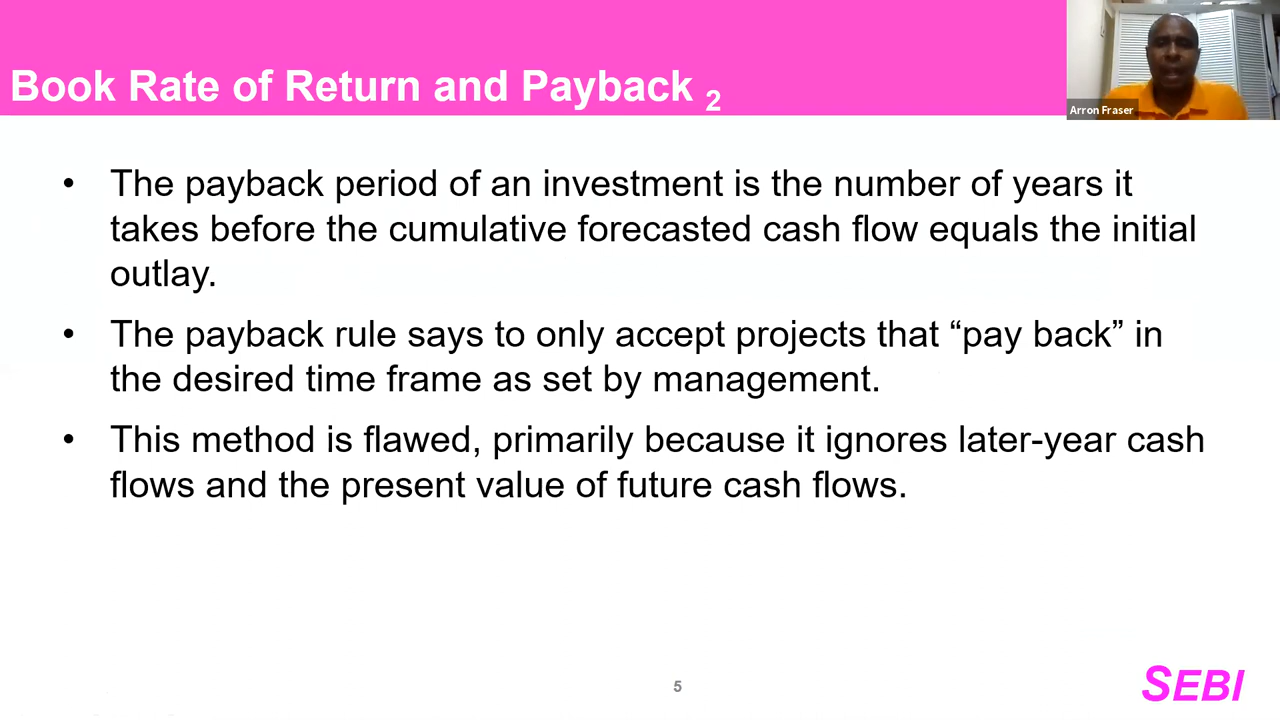 Book Rate of Return and Payback 2
Arron Fraser
• The payback period of an investment is the number of years it
takes before the cumulative forecasted cash flow equals the initial
outlay.
• The payback rule says to only accept projects that “pay back” in
the desired time frame as set by management.
• This method is flawed, primarily because it ignores later-year cash
flows and the present value of future cash flows.
5
SEBI